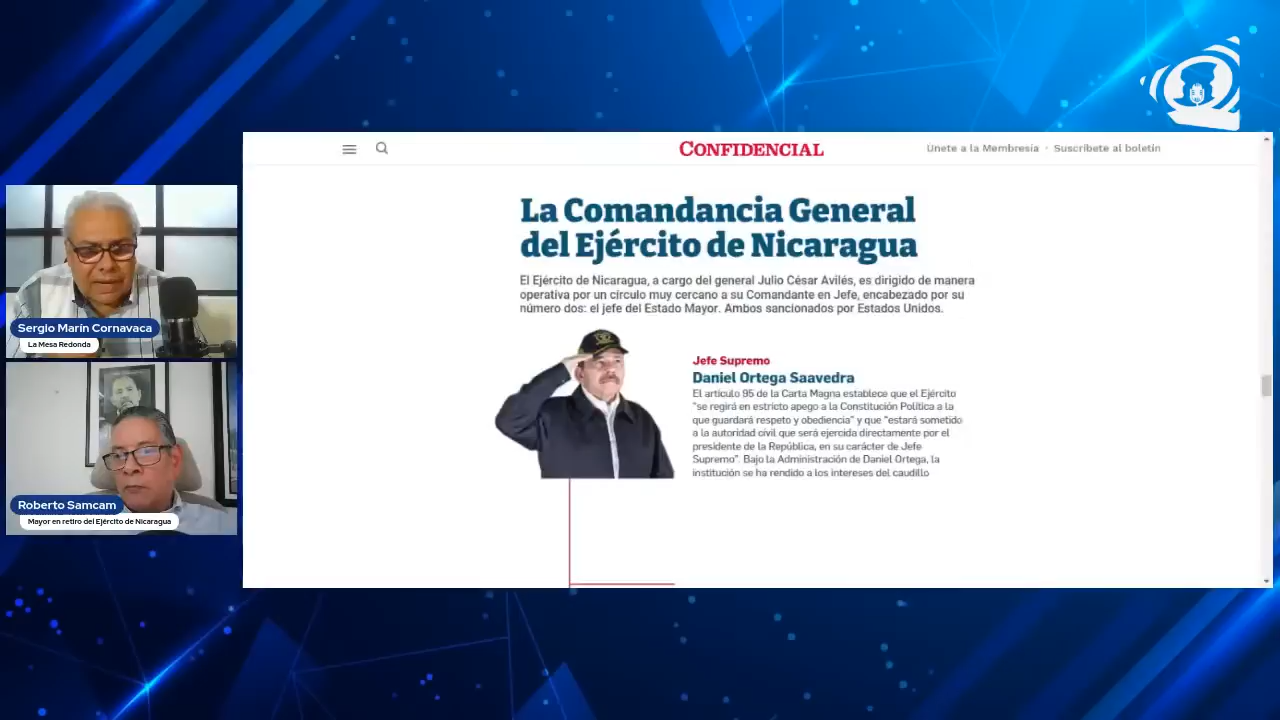 CONFIDENCIAL
Únete a la Membresía · Suscríbete al boletín
La Comandancia General
del Ejército de Nicaragua
El Ejército de Nicaragua, a cargo del general Julio César Avilés, es dirigido de manera
operativa por un círculo muy cercano a su Comandante en Jefe, encabezado por su
número dos: el jefe del Estado Mayor. Ambos sancionados por Estados Unidos.
Jefe Supremo
Daniel Ortega Saavedra
El artículo 95 de la Carta Magna establece que el Ejército
"se regirá en estricto apego a la Constitución Política a la
que guardará respeto y obediencia" y que "estará sometido
a la autoridad civil que será ejercida directamente por el
presidente de la República, en su carácter de Jefe
Supremo". Bajo la Administración de Daniel Ortega, la
institución se ha rendido a los intereses del caudillo
Sergio Marín Cornavaca
La Mesa Redonda
Roberto Samcam
Mayor en retiro del Ejército de Nicaragua